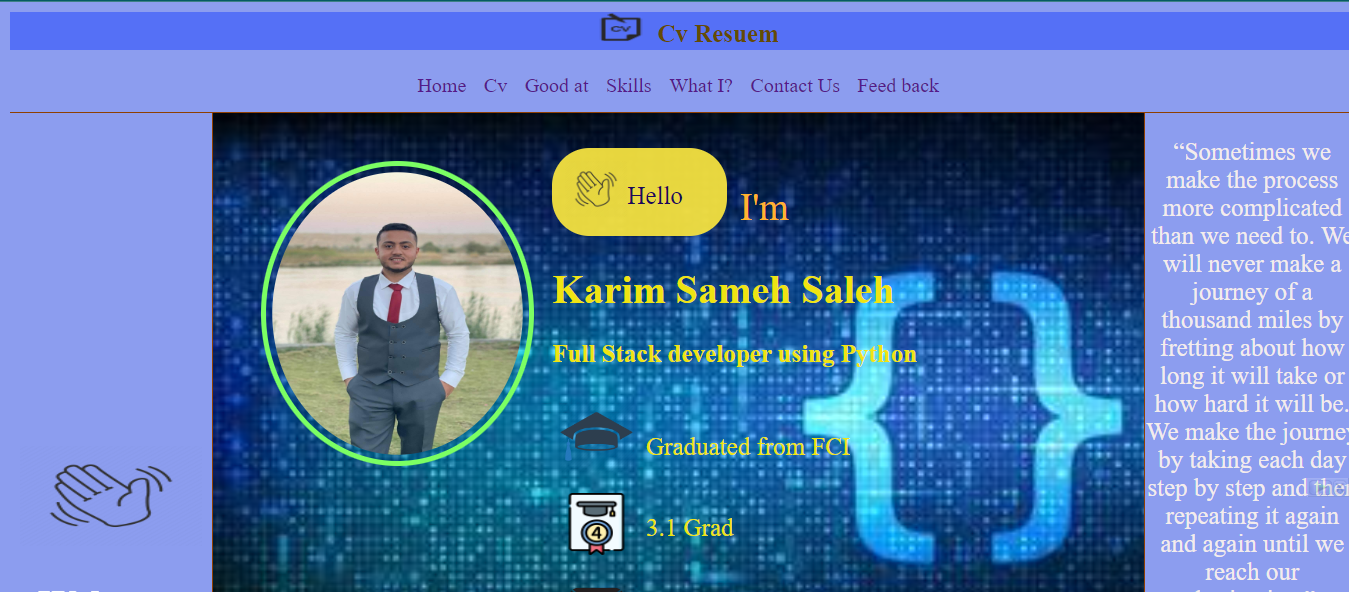 CV Cv Resuem
Home Cv Good at Skills What I? Contact Us Feed back
Hello I'm
Karim Sameh Saleh
Full Stack developer using Python
Graduated from FCI
4 3.1 Grad
“Sometimes we
make the process
more complicated
than we need to. We
will never make a
journey of a
thousand miles by
fretting about how
long it will take or
how hard it will be.
We make the journey
by taking each day
step by step and then
repeating it again
and again until we
reach our